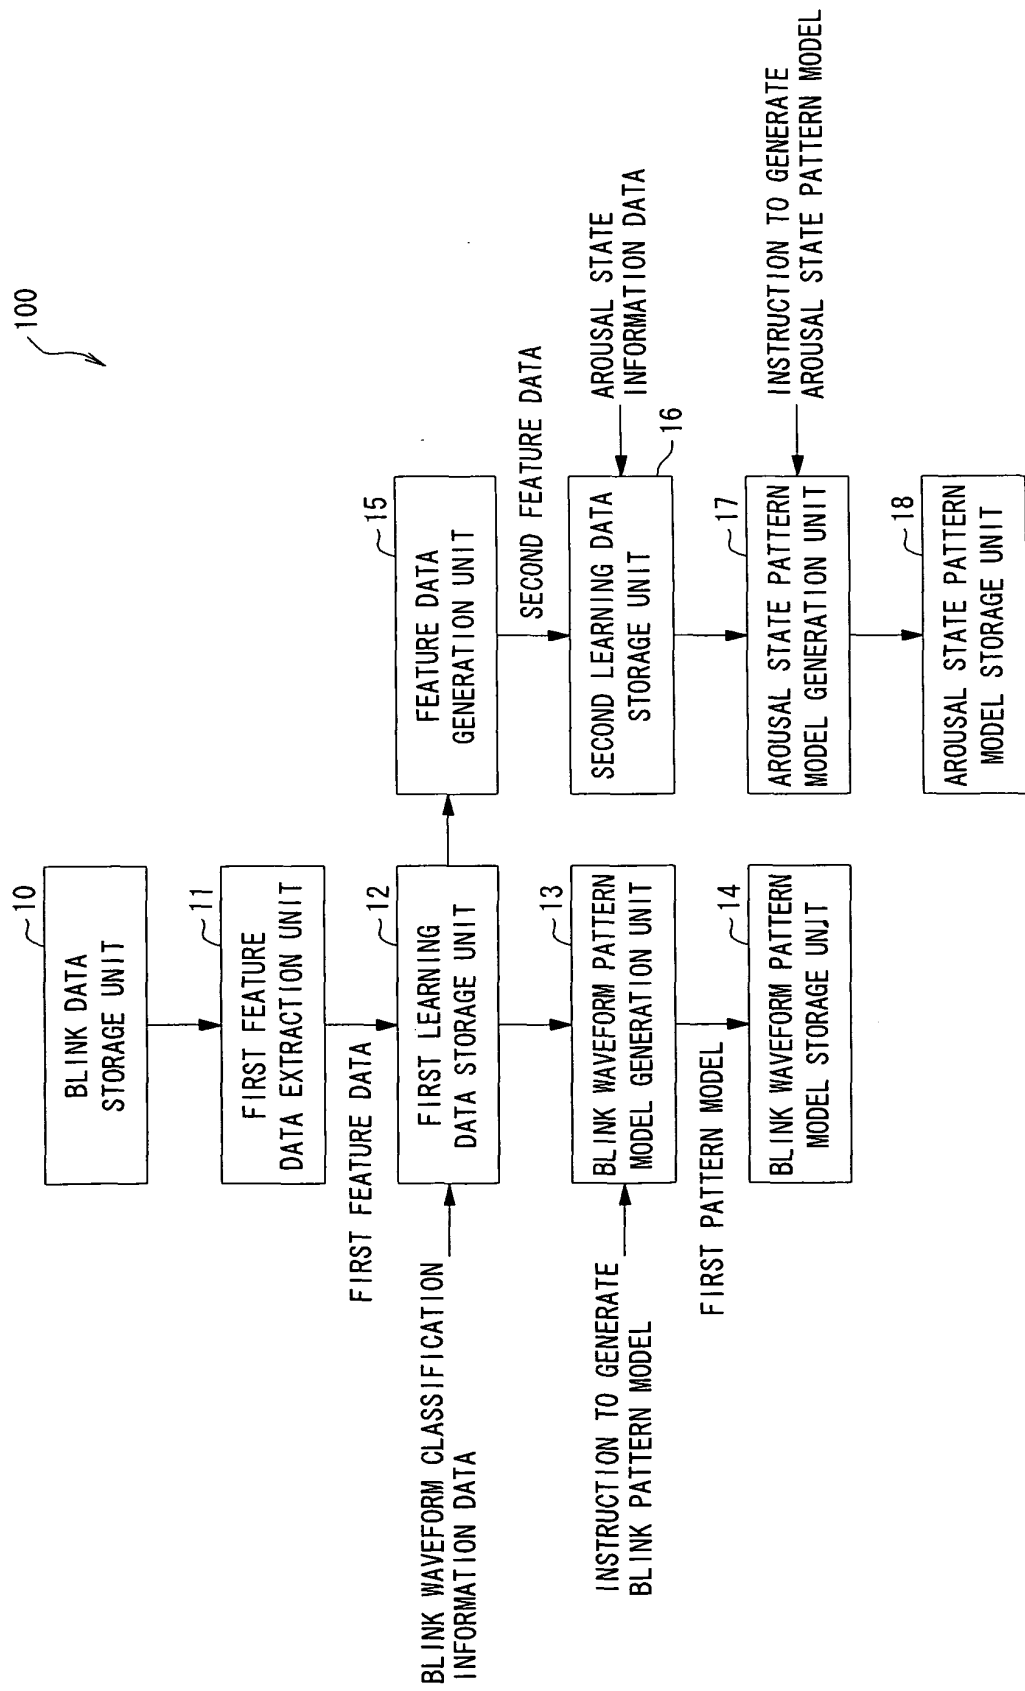 100
10
BLINK DATA
STORAGE UNIT
11
FIRST FEATURE
DATA EXTRACTION UNIT
FIRST FEATURE DATA
BLINK WAVEFORM CLASSIFICATION
INFORMATION DATA
12
FIRST LEARNING
DATA STORAGE UNIT
15
FEATURE DATA
GENERATION UNIT
SECOND FEATURE DATA
INSTRUCTION TO GENERATE
BLINK PATTERN MODEL
13
BLINK WAVEFORM PATTERN
MODEL GENERATION UNIT
SECOND LEARNING DATA
STORAGE UNIT
16
AROUSAL STATE
INFORMATION DATA
FIRST PATTERN MODEL
14
BLINK WAVEFORM PATTERN
MODEL STORAGE UNIT
17
AROUSAL STATE PATTERN
MODEL GENERATION UNIT
INSTRUCTION TO GENERATE
AROUSAL STATE PATTERN MODEL
18
AROUSAL STATE PATTERN
MODEL STORAGE UNIT